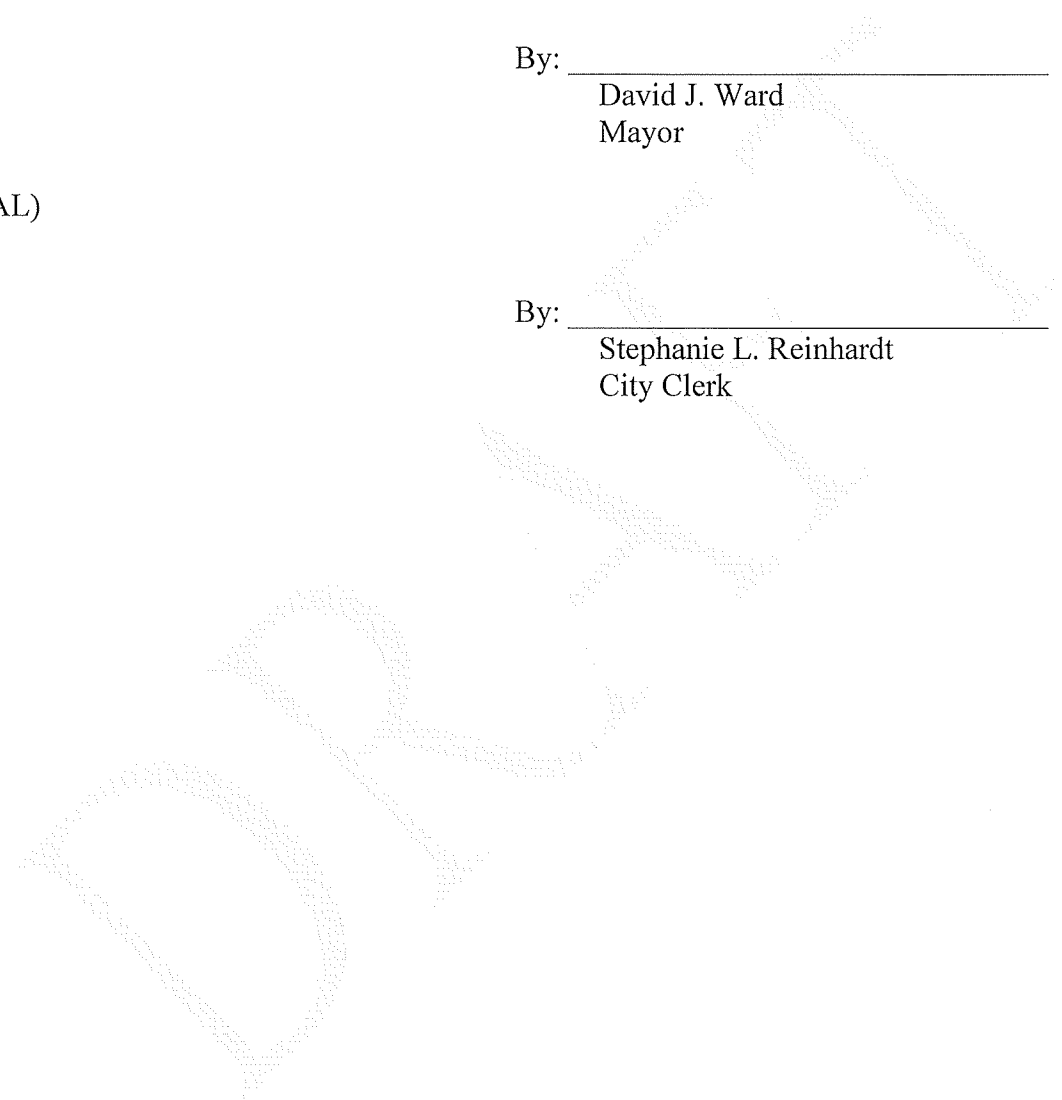 By:
David J. Ward
Mayor
AL)
By:
Stephanie L. Reinhardt
City Clerk
DRAFT